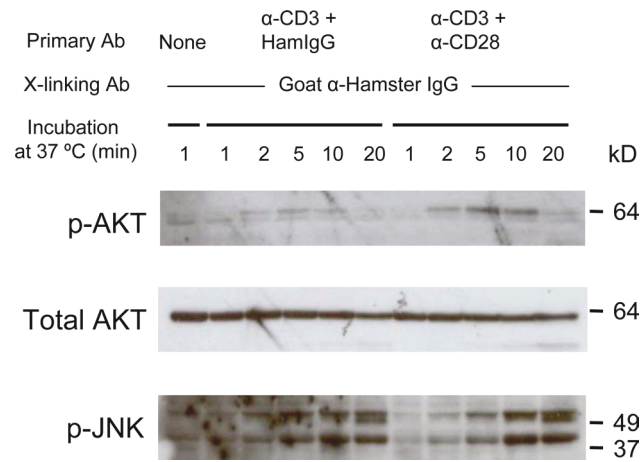 Primary Ab None α-CD3 + HamIgG α-CD3 + α-CD28
X-linking Ab Goat α-Hamster IgG
Incubation
at 37 ºC (min) 1 1 2 5 10 20 1 2 5 10 20 kD
p-AKT 64
Total AKT 64
p-JNK 49
37